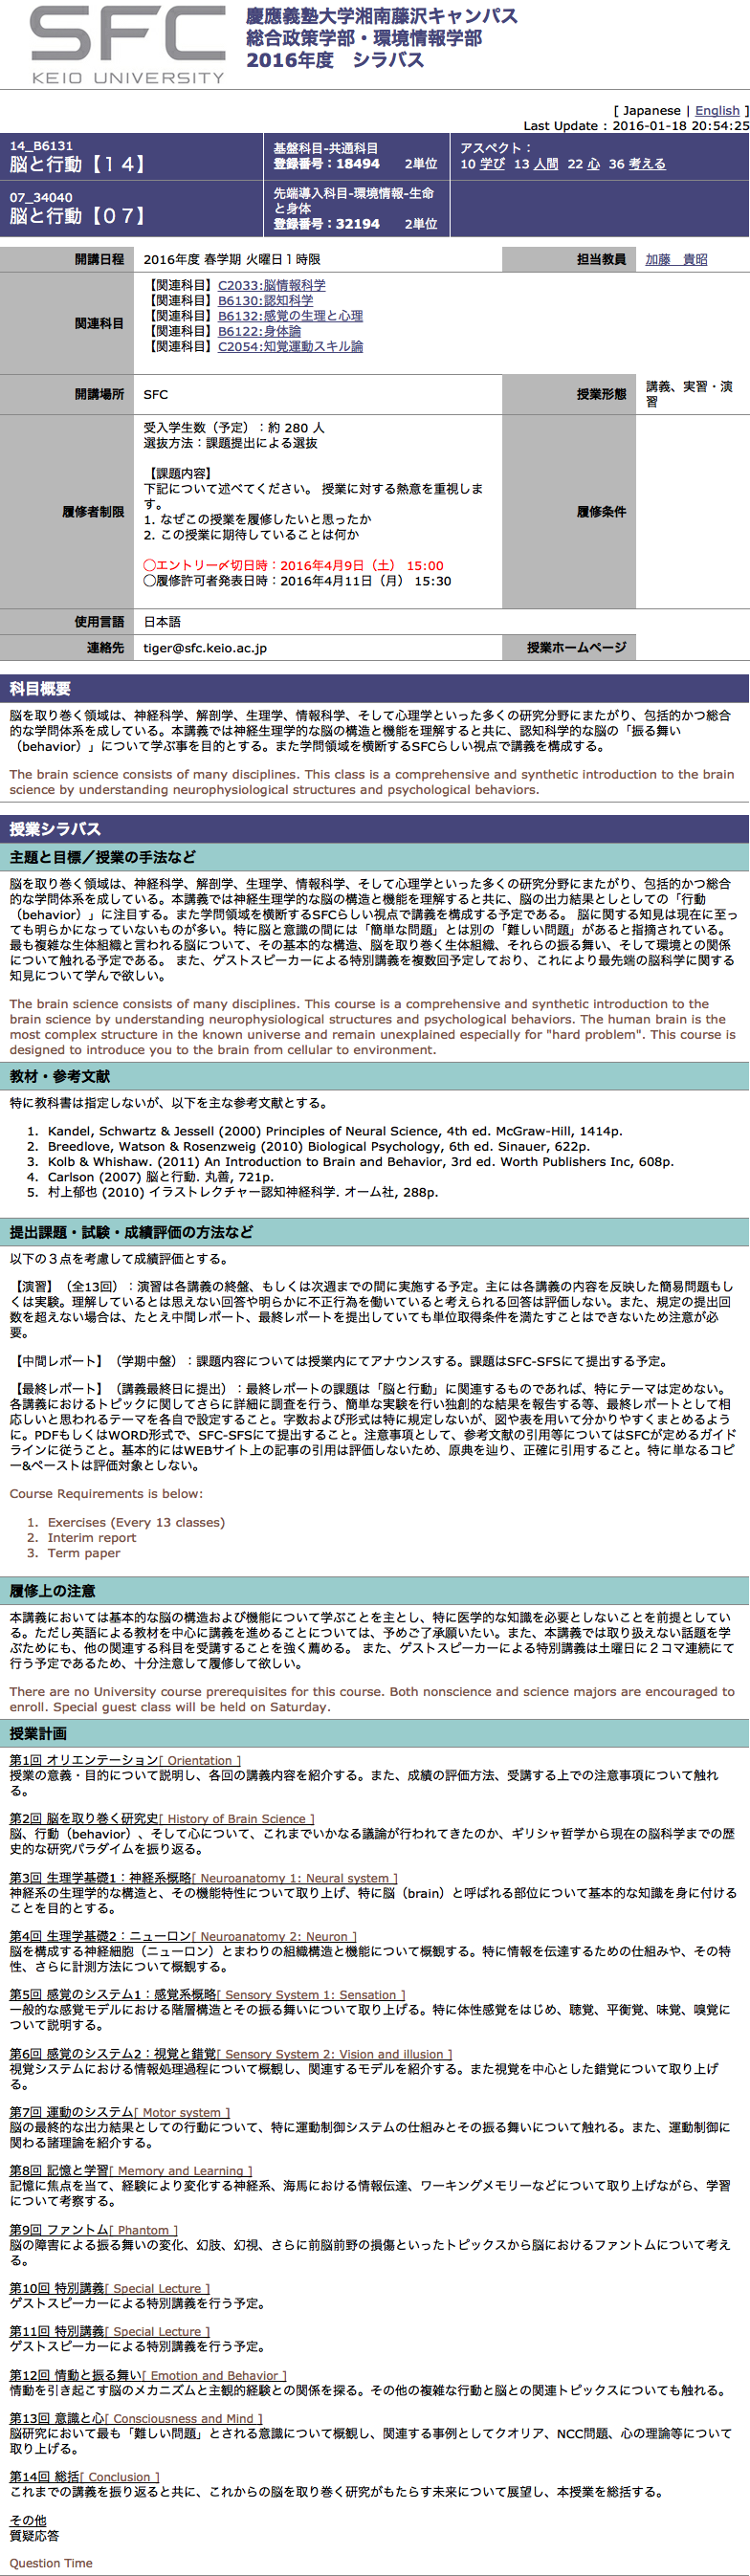 SFC
KEIO UNIVERSITY
慶應義塾大学湘南藤沢キャンパス
総合政策学部・環境情報学部
2016年度　シラバス
[ Japanese | English ]
Last Update : 2016-01-18 20:54:25
14_B6131
脳と行動【１４】
基盤科目-共通科目
登録番号：18494　　2単位
アスペクト：
10 学び　13 人間　22 心　36 考える
07_34040
脳と行動【０７】
先端導入科目-環境情報-生命
と身体
登録番号：32194　　2単位
開講日程
2016年度 春学期 火曜日１時限
担当教員
加藤　貴昭
関連科目
【関連科目】C2033:脳情報科学
【関連科目】B6130:認知科学
【関連科目】B6132:感覚の生理と心理
【関連科目】B6122:身体論
【関連科目】C2054:知覚運動スキル論
開講場所
SFC
授業形態
講義、実習・演
習
履修者制限
受入学生数（予定）：約 280 人
選抜方法：課題提出による選抜
【課題内容】
下記について述べてください。 授業に対する熱意を重視しま
す。
1. なぜこの授業を履修したいと思ったか
2. この授業に期待していることは何か
◯エントリー〆切日時：2016年4月9日（土） 15:00
◯履修許可者発表日時：2016年4月11日（月） 15:30
履修条件
使用言語
日本語
連絡先
tiger@sfc.keio.ac.jp
授業ホームページ
科目概要
脳を取り巻く領域は、神経科学、解剖学、生理学、情報科学、そして心理学といった多くの研究分野にまたがり、包括的かつ総合
的な学問体系を成している。本講義では神経生理学的な脳の構造と機能を理解すると共に、認知科学的な脳の「振る舞い
（behavior）」について学ぶ事を目的とする。また学問領域を横断するSFCらしい視点で講義を構成する。
The brain science consists of many disciplines. This class is a comprehensive and synthetic introduction to the brain
science by understanding neurophysiological structures and psychological behaviors.
授業シラバス
主題と目標／授業の手法など
脳を取り巻く領域は、神経科学、解剖学、生理学、情報科学、そして心理学といった多くの研究分野にまたがり、包括的かつ総合
的な学問体系を成している。本講義では神経生理学的な脳の構造と機能を理解すると共に、脳の出力結果としとしての「行動
（behavior）」に注目する。また学問領域を横断するSFCらしい視点で講義を構成する予定である。 脳に関する知見は現在に至っ
ても明らかになっていないものが多い。特に脳と意識の間には「簡単な問題」とは別の「難しい問題」があると指摘されている。
最も複雑な生体組織と言われる脳について、その基本的な構造、脳を取り巻く生体組織、それらの振る舞い、そして環境との関係
について触れる予定である。 また、ゲストスピーカーによる特別講義を複数回予定しており、これにより最先端の脳科学に関する
知見について学んで欲しい。
The brain science consists of many disciplines. This course is a comprehensive and synthetic introduction to the
brain science by understanding neurophysiological structures and psychological behaviors. The human brain is the
most complex structure in the known universe and remain unexplained especially for "hard problem". This course is
designed to introduce you to the brain from cellular to environment.
教材・参考文献
特に教科書は指定しないが、以下を主な参考文献とする。
1. Kandel, Schwartz & Jessell (2000) Principles of Neural Science, 4th ed. McGraw-Hill, 1414p.
2. Breedlove, Watson & Rosenzweig (2010) Biological Psychology, 6th ed. Sinauer, 622p.
3. Kolb & Whishaw. (2011) An Introduction to Brain and Behavior, 3rd ed. Worth Publishers Inc, 608p.
4. Carlson (2007) 脳と行動. 丸善, 721p.
5. 村上郁也 (2010) イラストレクチャー認知神経科学. オーム社, 288p.
提出課題・試験・成績評価の方法など
以下の３点を考慮して成績評価とする。
【演習】（全13回）：演習は各講義の終盤、もしくは次週までの間に実施する予定。主には各講義の内容を反映した簡易問題もし
くは実験。理解しているとは思えない回答や明らかに不正行為を働いていると考えられる回答は評価しない。また、規定の提出回
数を超えない場合は、たとえ中間レポート、最終レポートを提出していても単位取得条件を満たすことはできないため注意が必
要。
【中間レポート】（学期中盤）：課題内容については授業内にてアナウンスする。課題はSFC-SFSにて提出する予定。
【最終レポート】（講義最終日に提出）：最終レポートの課題は「脳と行動」に関連するものであれば、特にテーマは定めない。
各講義におけるトピックに関してさらに詳細に調査を行う、簡単な実験を行い独創的な結果を報告する等、最終レポートとして相
応しいと思われるテーマを各自で設定すること。字数および形式は特に規定しないが、図や表を用いて分かりやすくまとめるよう
に。PDFもしくはWORD形式で、SFC-SFSにて提出すること。注意事項として、参考文献の引用等についてはSFCが定めるガイド
ラインに従うこと。基本的にはWEBサイト上の記事の引用は評価しないため、原典を辿り、正確に引用すること。特に単なるコピ
ー&ペーストは評価対象としない。
Course Requirements is below:
1. Exercises (Every 13 classes)
2. Interim report
3. Term paper
履修上の注意
本講義においては基本的な脳の構造および機能について学ぶことを主とし、特に医学的な知識を必要としないことを前提としてい
る。ただし英語による教材を中心に講義を進めることについては、予めご了承願いたい。また、本講義では取り扱えない話題を学
ぶためにも、他の関連する科目を受講することを強く薦める。 また、ゲストスピーカーによる特別講義は土曜日に２コマ連続にて
行う予定であるため、十分注意して履修して欲しい。
There are no University course prerequisites for this course. Both nonscience and science majors are encouraged to
enroll. Special guest class will be held on Saturday.
授業計画
第1回 オリエンテーション[ Orientation ]
授業の意義・目的について説明し、各回の講義内容を紹介する。また、成績の評価方法、受講する上での注意事項について触れ
る。
第2回 脳を取り巻く研究史[ History of Brain Science ]
脳、行動（behavior）、そして心について、これまでいかなる議論が行われてきたのか、ギリシャ哲学から現在の脳科学までの歴
史的な研究パラダイムを振り返る。
第3回 生理学基礎1：神経系概略[ Neuroanatomy 1: Neural system ]
神経系の生理学的な構造と、その機能特性について取り上げ、特に脳（brain）と呼ばれる部位について基本的な知識を身に付ける
ことを目的とする。
第4回 生理学基礎2：ニューロン[ Neuroanatomy 2: Neuron ]
脳を構成する神経細胞（ニューロン）とまわりの組織構造と機能について概観する。特に情報を伝達するための仕組みや、その特
性、さらに計測方法について概観する。
第5回 感覚のシステム1：感覚系概略[ Sensory System 1: Sensation ]
一般的な感覚モデルにおける階層構造とその振る舞いについて取り上げる。特に体性感覚をはじめ、聴覚、平衡覚、味覚、嗅覚に
ついて説明する。
第6回 感覚のシステム2：視覚と錯覚[ Sensory System 2: Vision and illusion ]
視覚システムにおける情報処理過程について概観し、関連するモデルを紹介する。また視覚を中心とした錯覚について取り上げ
る。
第7回 運動のシステム[ Motor system ]
脳の最終的な出力結果としての行動について、特に運動制御システムの仕組みとその振る舞いについて触れる。また、運動制御に
関わる諸理論を紹介する。
第8回 記憶と学習[ Memory and Learning ]
記憶に焦点を当て、経験により変化する神経系、海馬における情報伝達、ワーキングメモリーなどについて取り上げながら、学習
について考察する。
第9回 ファントム[ Phantom ]
脳の障害による振る舞いの変化、幻肢、幻視、さらに前脳前野の損傷といったトピックスから脳におけるファントムについて考え
る。
第10回 特別講義[ Special Lecture ]
ゲストスピーカーによる特別講義を行う予定。
第11回 特別講義[ Special Lecture ]
ゲストスピーカーによる特別講義を行う予定。
第12回 情動と振る舞い[ Emotion and Behavior ]
情動を引き起こす脳のメカニズムと主観的経験との関係を探る。その他の複雑な行動と脳との関連トピックスについても触れる。
第13回 意識と心[ Consciousness and Mind ]
脳研究において最も「難しい問題」とされる意識について概観し、関連する事例としてクオリア、NCC問題、心の理論等について
取り上げる。
第14回 総括[ Conclusion ]
これまでの講義を振り返ると共に、これからの脳を取り巻く研究がもたらす未来について展望し、本授業を総括する。
その他
質疑応答
Question Time